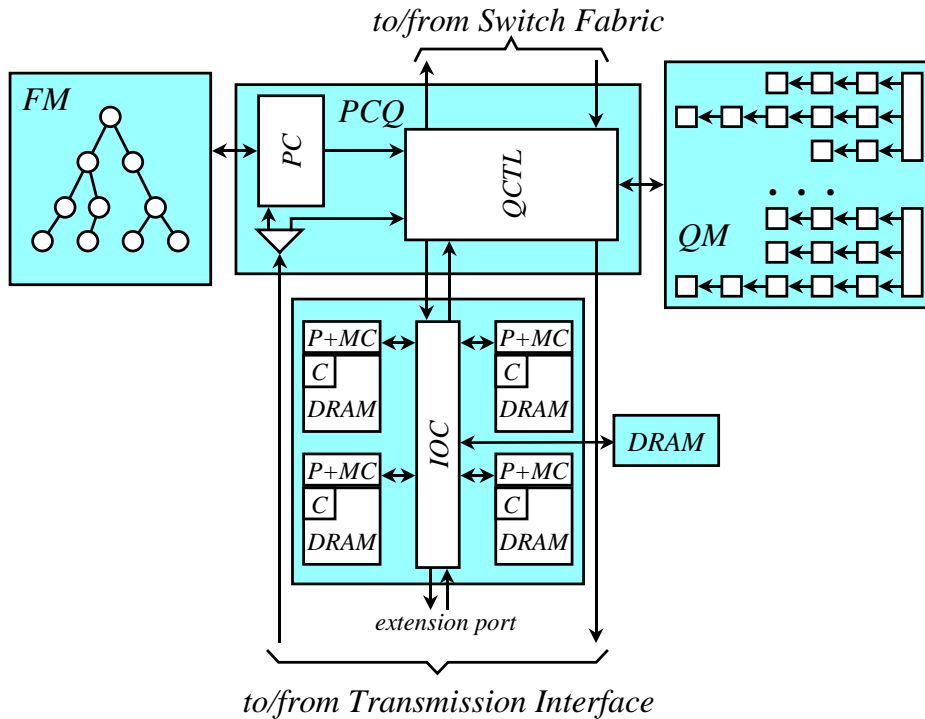 to/from Switch Fabric
FM
PCQ
PC
QCTL
QM
. . .
P+MC
C
DRAM
P+MC
C
DRAM
IOC
DRAM
P+MC
C
DRAM
P+MC
C
DRAM
extension port
to/from Transmission Interface